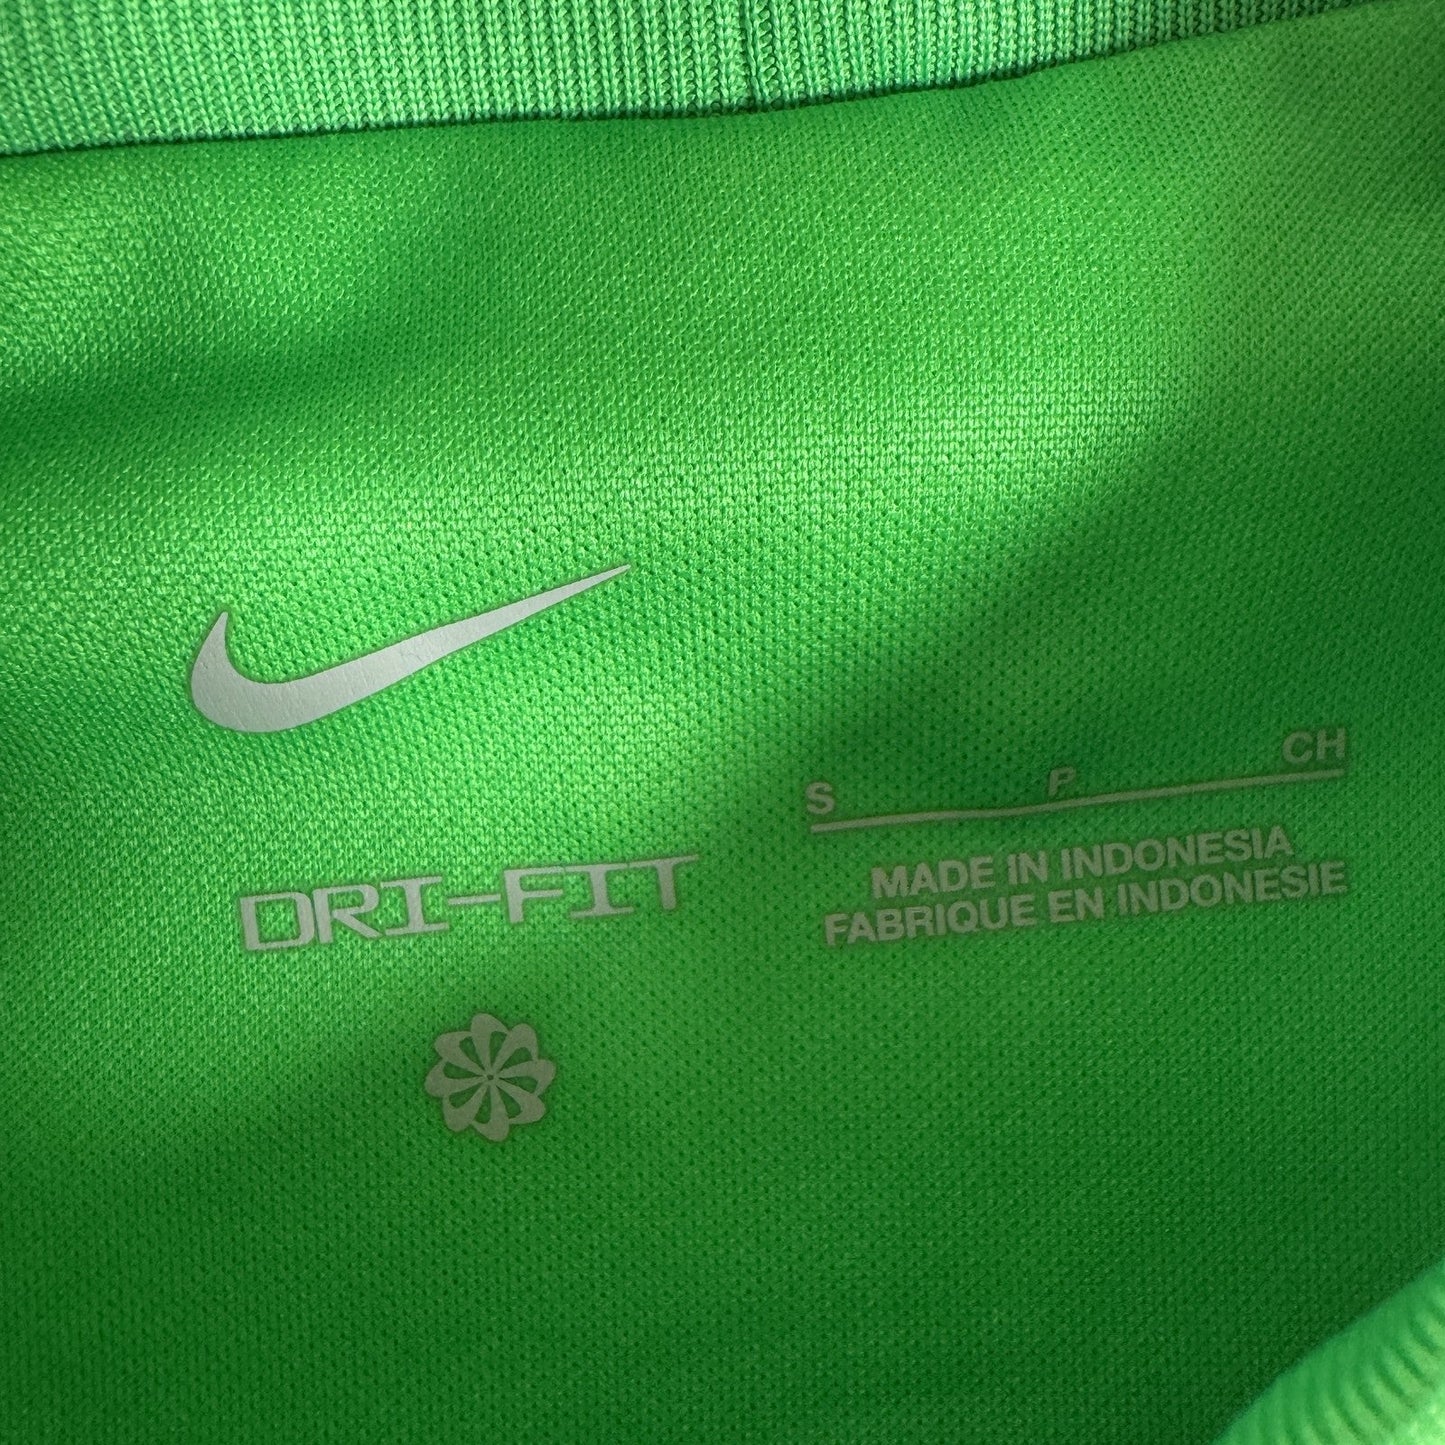 S P CH
DRI-FIT
MADE IN INDONESIA
FABRIQUE EN INDONESIE